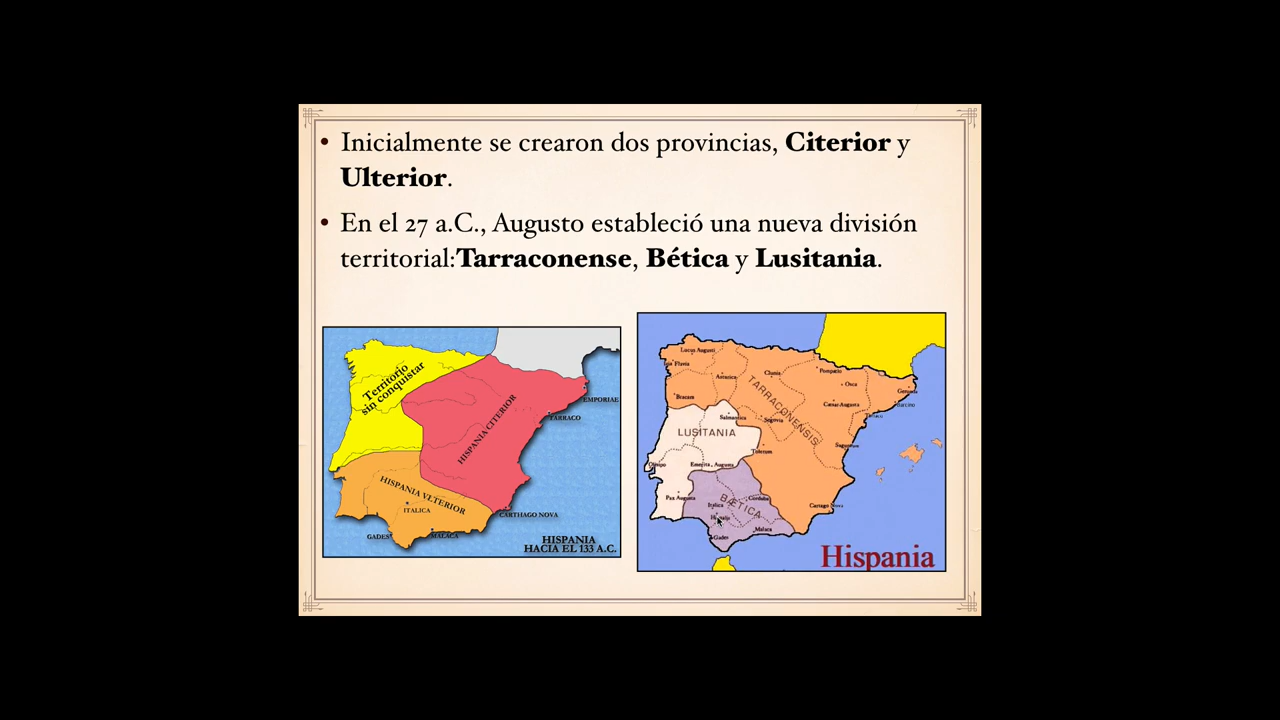 • Inicialmente se crearon dos provincias, Citerior y
Ulterior.
• En el 27 a.C., Augusto estableció una nueva división
territorial:Tarraconense, Bética y Lusitania.
Territorio
sin conquistar
HISPANIA CITERIOR
EMPORIAE
TARRACO
HISPANIA VLTERIOR
ITALICA
CARTHAGO NOVA
GADES
MALACA
HISPANIA
HACIA EL 133 A.C.
Lucus Augusti
Flavia
Asturica
Clunia
Pompaelo
Osca
Gerunda
Bracara
Caesar-Augusta
Barcino
TARRACONENSIS
Salmantica
Segovia
LUSITANIA
Saguntum
Toletum
Olisipo
Emerita Augusta
Pax Augusta
Corduba
Italica
BÆTICA
Cartago Nova
Malaca
Gades
Hispania